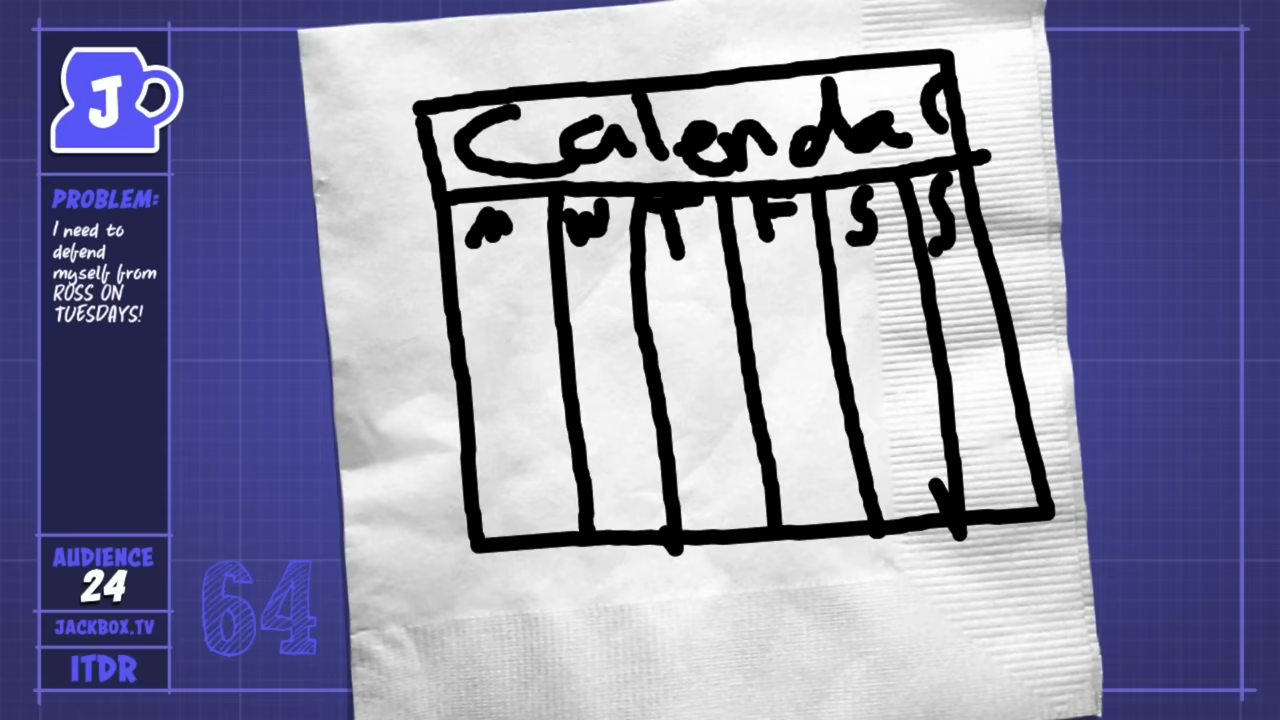 J
PROBLEM:
I need to
defend
myself from
ROSS ON
TUESDAYS!
AUDIENCE
24
JACKBOX.TV
ITDR
64
Calendar
M W T F S S